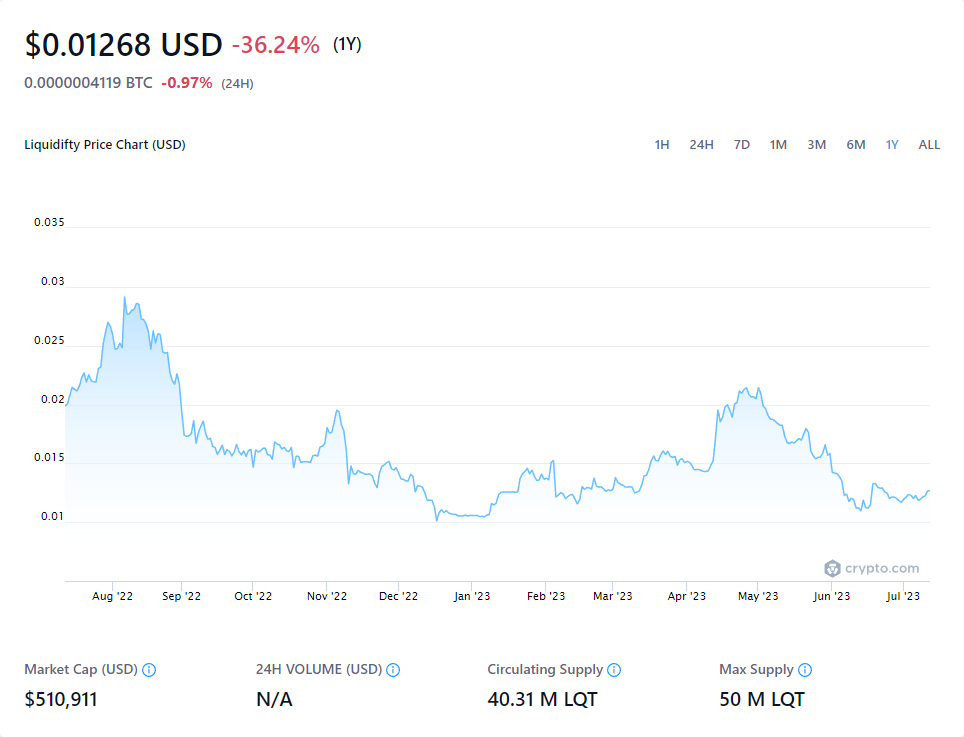 $0.01268 USD -36.24% (1Y)
0.0000004119 BTC -0.97% (24H)
Liquidifty Price Chart (USD) 1H 24H 7D 1M 3M 6M 1Y ALL
0.035
0.03
0.025
0.02
0.015
0.01
crypto.com
Aug '22 Sep '22 Oct '22 Nov '22 Dec '22 Jan '23 Feb '23 Mar '23 Apr '23 May '23 Jun '23 Jul '23
Market Cap (USD) 24H VOLUME (USD) Circulating Supply Max Supply
$510,911 N/A 40.31 M LQT 50 M LQT